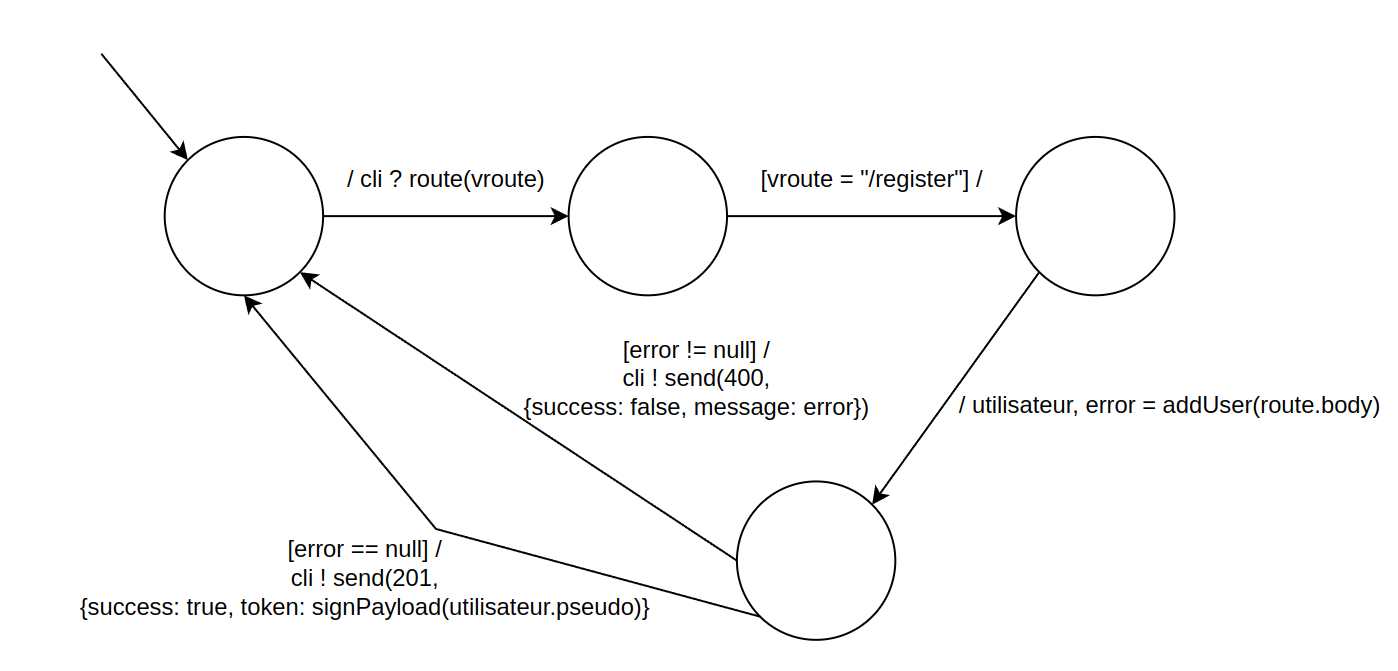 / cli ? route(vroute)
[vroute = "/register"] /
[error != null] /
cli ! send(400,
{success: false, message: error})
/ utilisateur, error = addUser(route.body)
[error == null] /
cli ! send(201,
{success: true, token: signPayload(utilisateur.pseudo)}